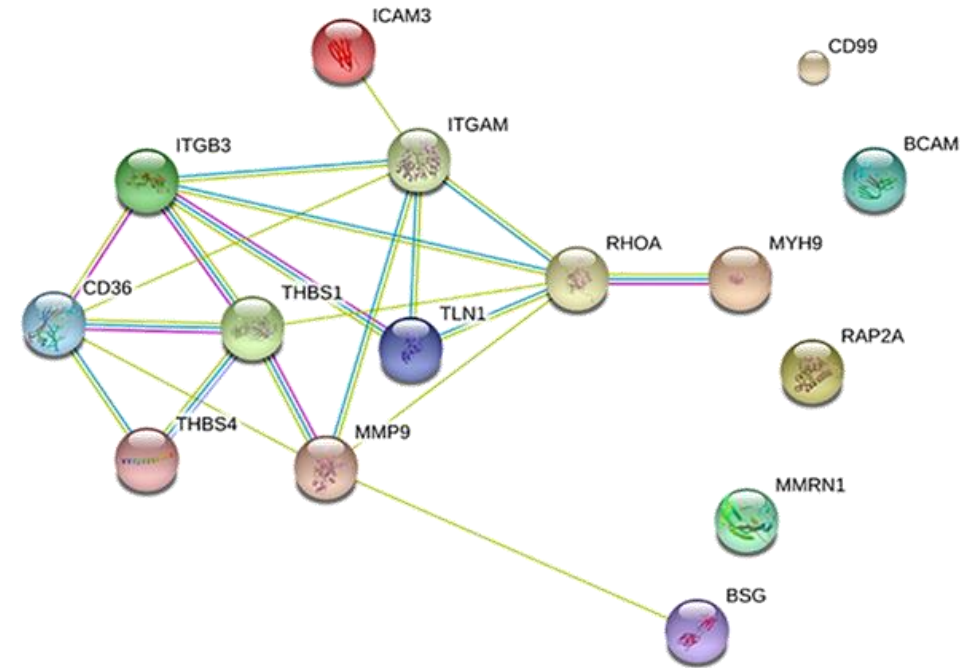 ICAM3
CD99
ITGAM
ITGB3
BCAM
RHOA
MYH9
CD36
THBS1
TLN1
RAP2A
THBS4
MMP9
MMRN1
BSG